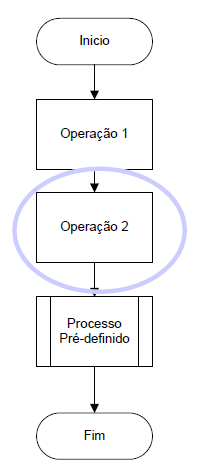 Inicio
Operação 1
Operação 2
Processo
Pré-definido
Fim